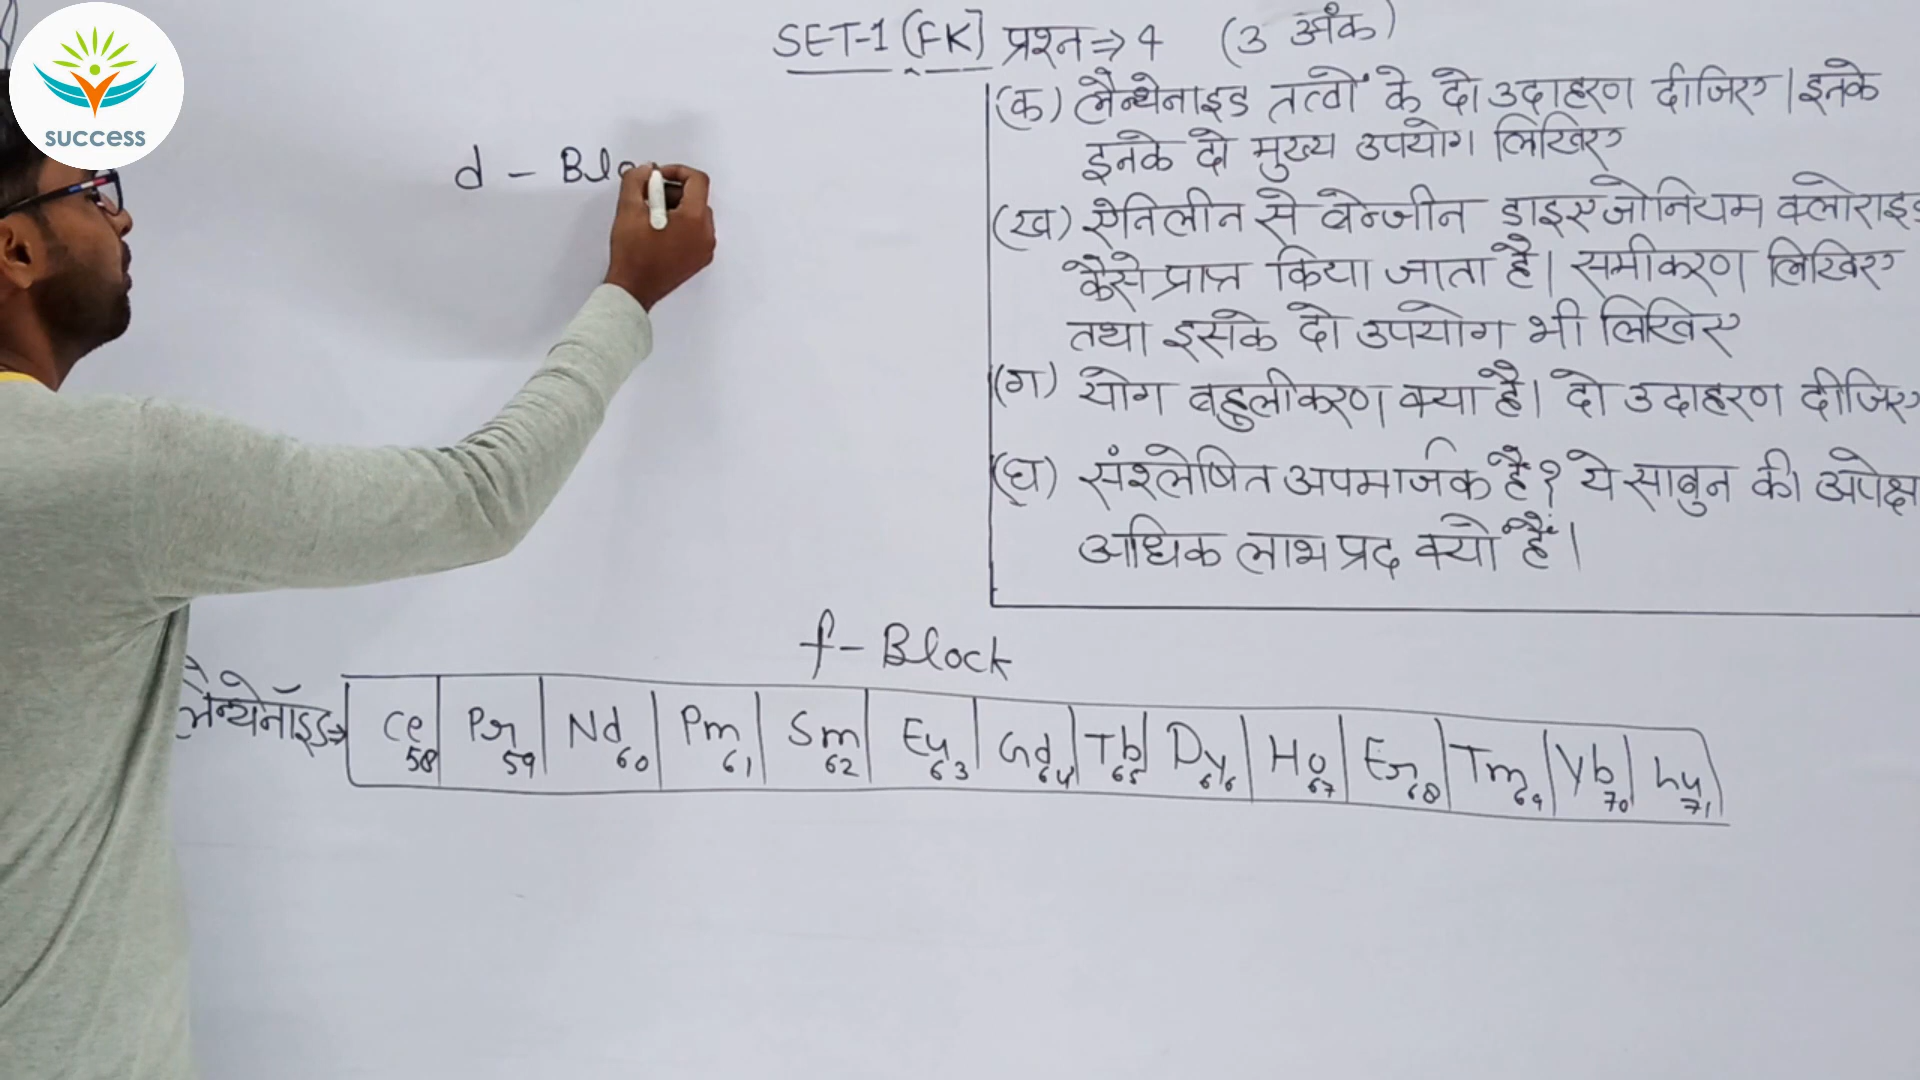 success
SET-1 (FK) प्रश्न ⇒ 4 (3 अंक)
(क) लैन्थेनाइड तत्वों के दो उदाहरण दीजिए। इनके
इनके दो मुख्य उपयोग लिखिए
(ख) ऐनिलीन से बेन्जीन डाइएजोनियम क्लोराइड
कैसे प्राप्त किया जाता है। समीकरण लिखिए
तथा इसके दो उपयोग भी लिखिए
(ग) योग बहुलीकरण क्या है। दो उदाहरण दीजिए
(घ) संश्लेषित अपमार्जक है? ये साबुन की अपेक्ष
अधिक लाभप्रद क्यों हैं।
d - Blo
f - Block
लैन्थेनॉइड→ Ce 58 Pr 59 Nd 60 Pm 61 Sm 62 Eu 63 Gd 64 Tb 65 Dy 66 Ho 67 Er 68 Tm 69 Yb 70 Lu 71